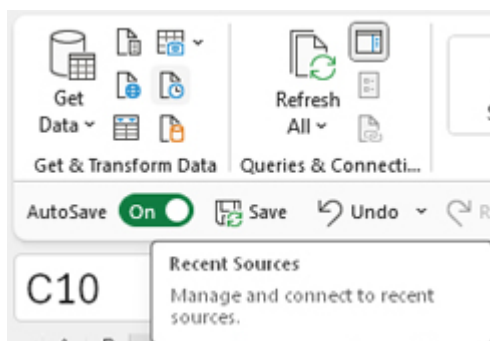 Get
Data
Refresh
All
Get & Transform Data
Queries & Connecti...
AutoSave On Save Undo R
C10
Recent Sources
Manage and connect to recent
sources.